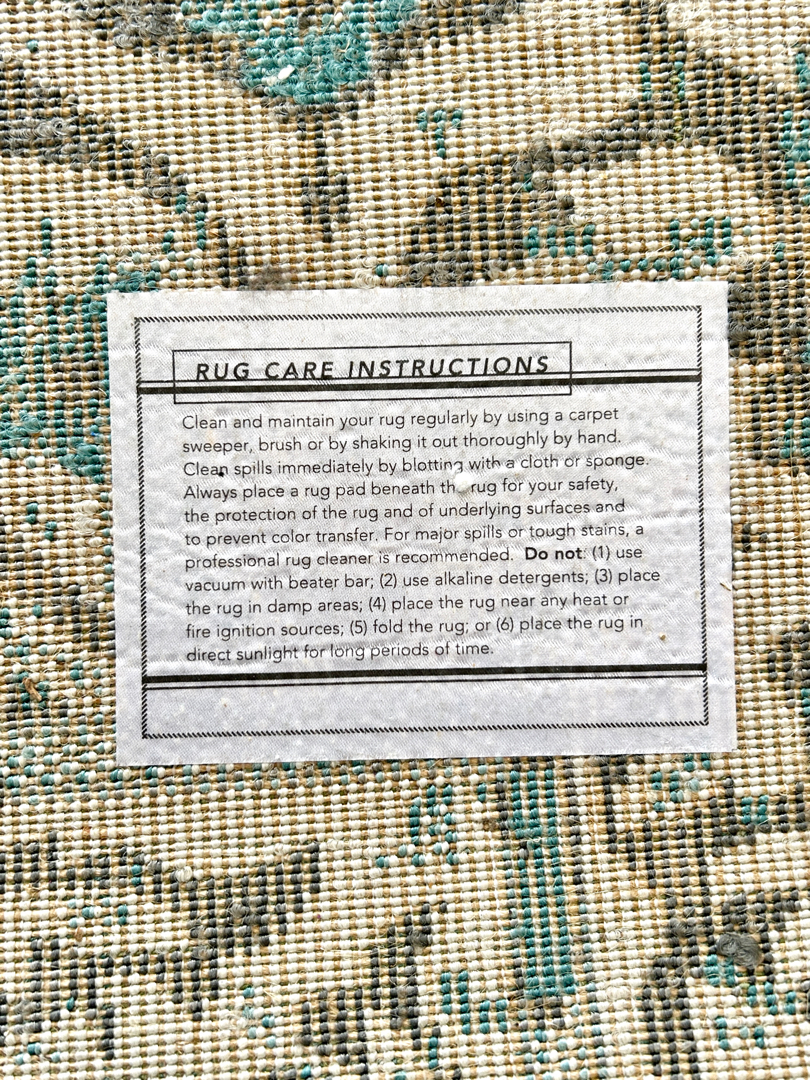 RUG CARE INSTRUCTIONS
Clean and maintain your rug regularly by using a carpet
sweeper, brush or by shaking it out thoroughly by hand.
Clean spills immediately by blotting with a cloth or sponge.
Always place a rug pad beneath the rug for your safety,
the protection of the rug and of underlying surfaces and
to prevent color transfer. For major spills or tough stains, a
professional rug cleaner is recommended. Do not: (1) use
vacuum with beater bar; (2) use alkaline detergents; (3) place
the rug in damp areas; (4) place the rug near any heat or
fire ignition sources; (5) fold the rug; or (6) place the rug in
direct sunlight for long periods of time.